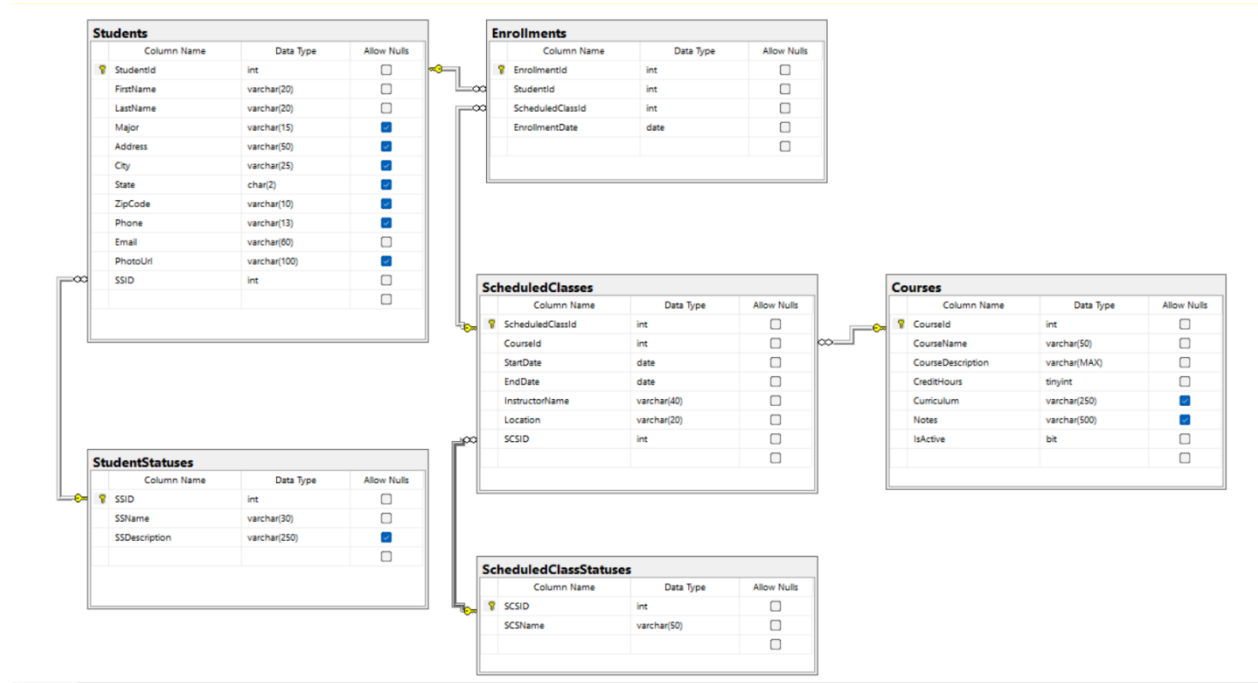 Students
Column Name Data Type Allow Nulls
StudentId int
FirstName varchar(20)
LastName varchar(20)
Major varchar(15)
Address varchar(50)
City varchar(25)
State char(2)
ZipCode varchar(10)
Phone varchar(13)
Email varchar(60)
PhotoUrl varchar(100)
SSID int
Enrollments
Column Name Data Type Allow Nulls
EnrollmentId int
StudentId int
ScheduledClassId int
EnrollmentDate date
ScheduledClasses
Column Name Data Type Allow Nulls
ScheduledClassId int
CourseId int
StartDate date
EndDate date
InstructorName varchar(40)
Location varchar(20)
SCSID int
Courses
Column Name Data Type Allow Nulls
CourseId int
CourseName varchar(50)
CourseDescription varchar(MAX)
CreditHours tinyint
Curriculum varchar(250)
Notes varchar(500)
IsActive bit
StudentStatuses
Column Name Data Type Allow Nulls
SSID int
SSName varchar(30)
SSDescription varchar(250)
ScheduledClassStatuses
Column Name Data Type Allow Nulls
SCSID int
SCSName varchar(50)